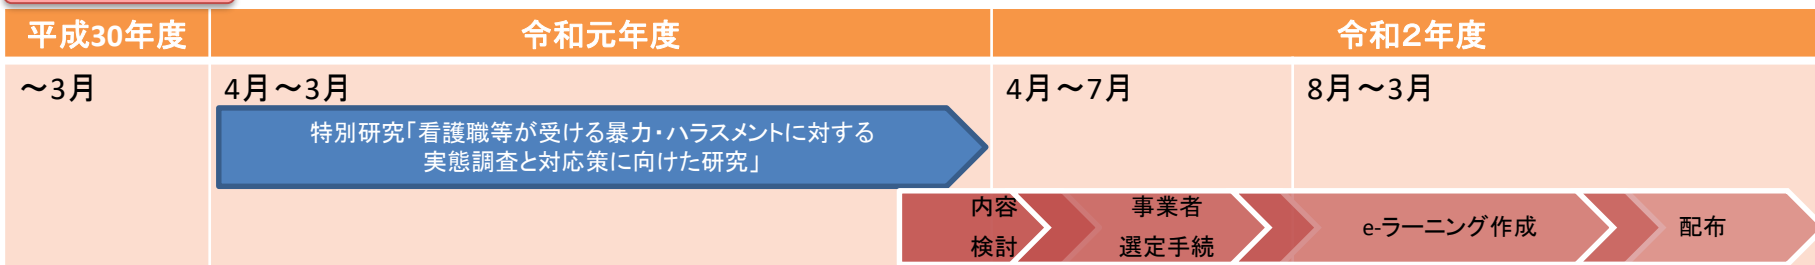 平成30年度
令和元年度
令和２年度
～3月
4月～3月
4月～7月
8月～3月
特別研究「看護職等が受ける暴力・ハラスメントに対する
実態調査と対応策に向けた研究」
内容
検討
事業者
選定手続
e-ラーニング作成
配布